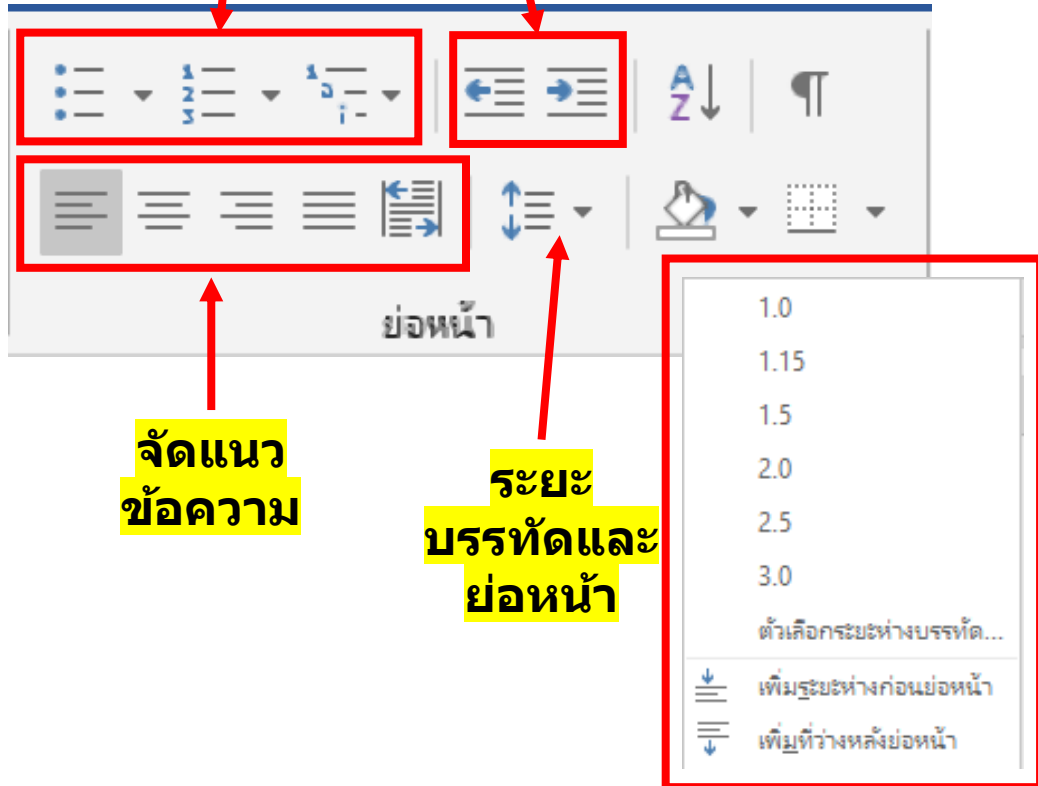 ย่อหน้า
จัดแนว
ข้อความ
ระยะ
บรรทัดและ
ย่อหน้า
1.0
1.15
1.5
2.0
2.5
3.0
ตัวเลือกระยะห่างบรรทัด...
เพิ่มระยะห่างก่อนย่อหน้า
เพิ่มที่ว่างหลังย่อหน้า